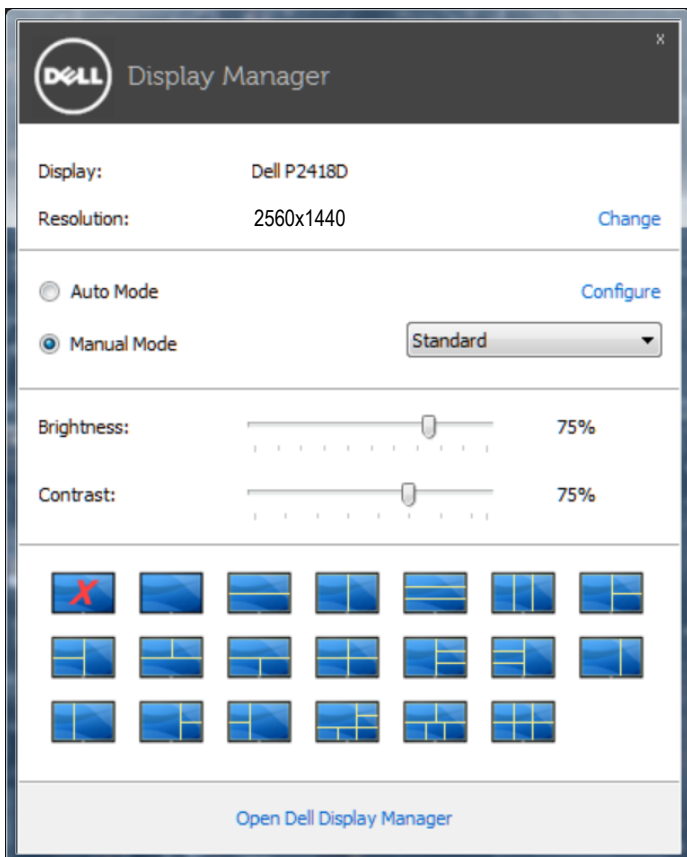 x
DELL Display Manager
Display: Dell P2418D
Resolution: 2560x1440 Change
Auto Mode Configure
Manual Mode Standard
Brightness: 75%
Contrast: 75%
X
Open Dell Display Manager